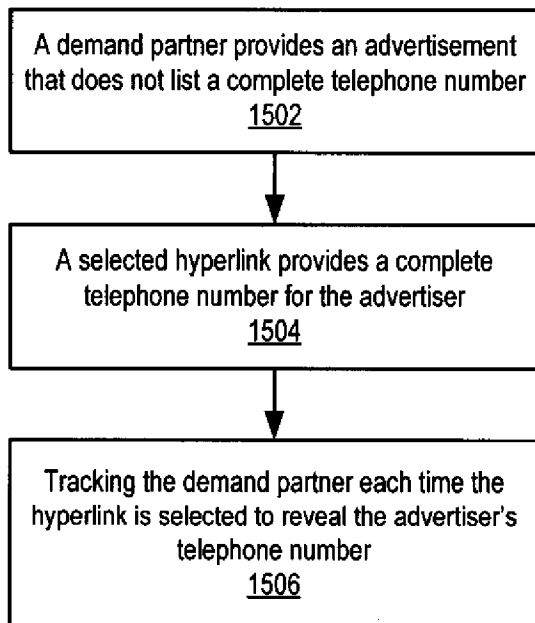 A demand partner provides an advertisement
that does not list a complete telephone number
1502
A selected hyperlink provides a complete
telephone number for the advertiser
1504
Tracking the demand partner each time the
hyperlink is selected to reveal the advertiser's
telephone number
1506